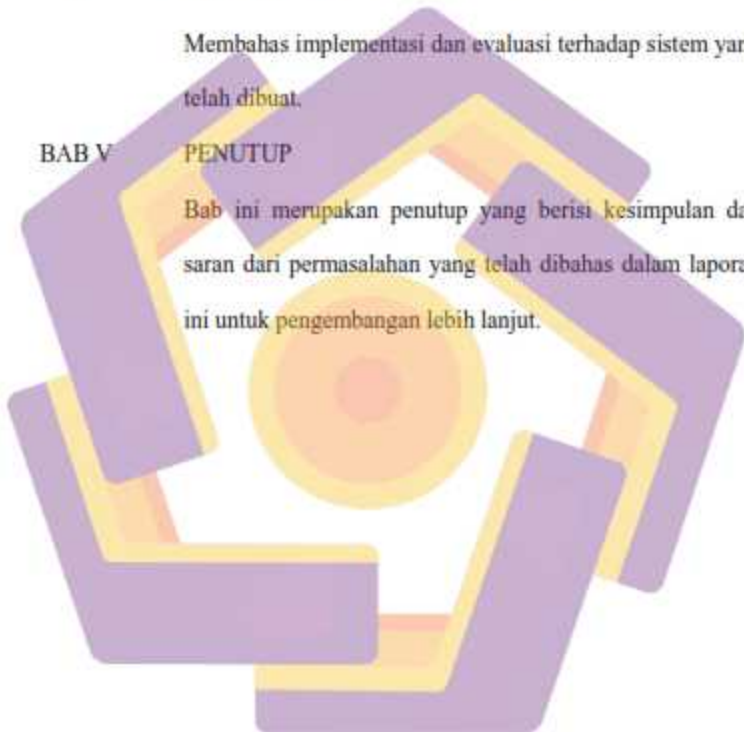 Membahas implementasi dan evaluasi terhadap sistem yan
telah dibuat.
BAB V PENUTUP
Bab ini merupakan penutup yang berisi kesimpulan da
saran dari permasalahan yang telah dibahas dalam lapora
ini untuk pengembangan lebih lanjut.